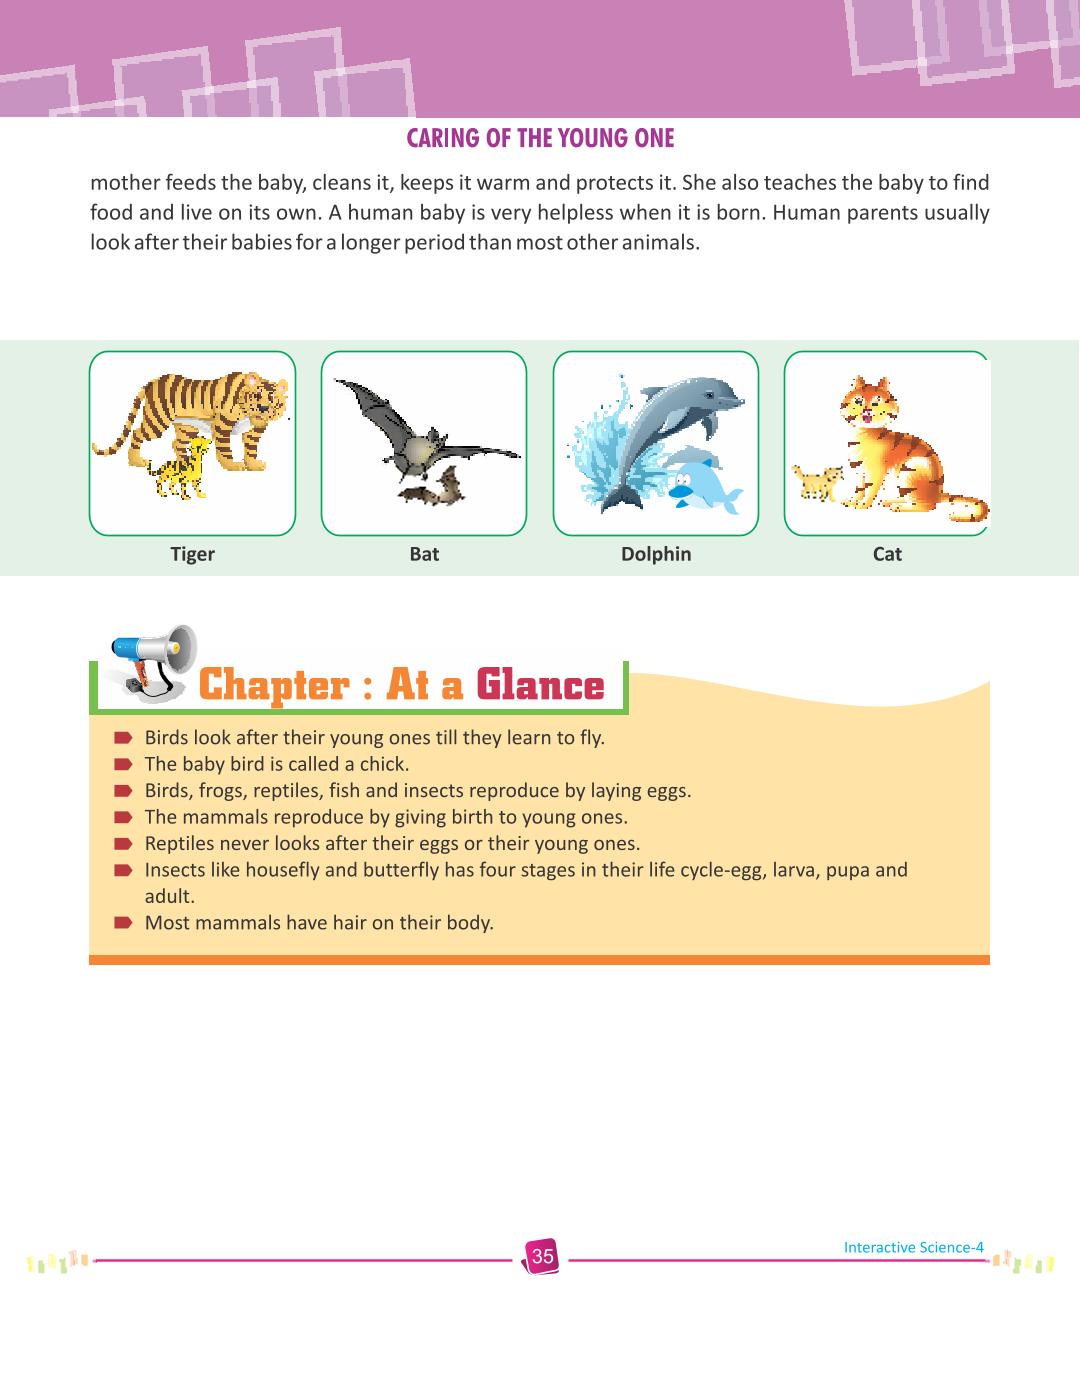 CARING OF THE YOUNG ONE
mother feeds the baby, cleans it, keeps it warm and protects it. She also teaches the baby to find
food and live on its own. A human baby is very helpless when it is born. Human parents usually
look after their babies for a longer period than most other animals.
Tiger
Bat
Dolphin
Cat
Chapter : At a Glance
Birds look after their young ones till they learn to fly.
The baby bird is called a chick.
Birds, frogs, reptiles, fish and insects reproduce by laying eggs.
The mammals reproduce by giving birth to young ones.
Reptiles never looks after their eggs or their young ones.
Insects like housefly and butterfly has four stages in their life cycle-egg, larva, pupa and
adult.
Most mammals have hair on their body.
35
Interactive Science-4